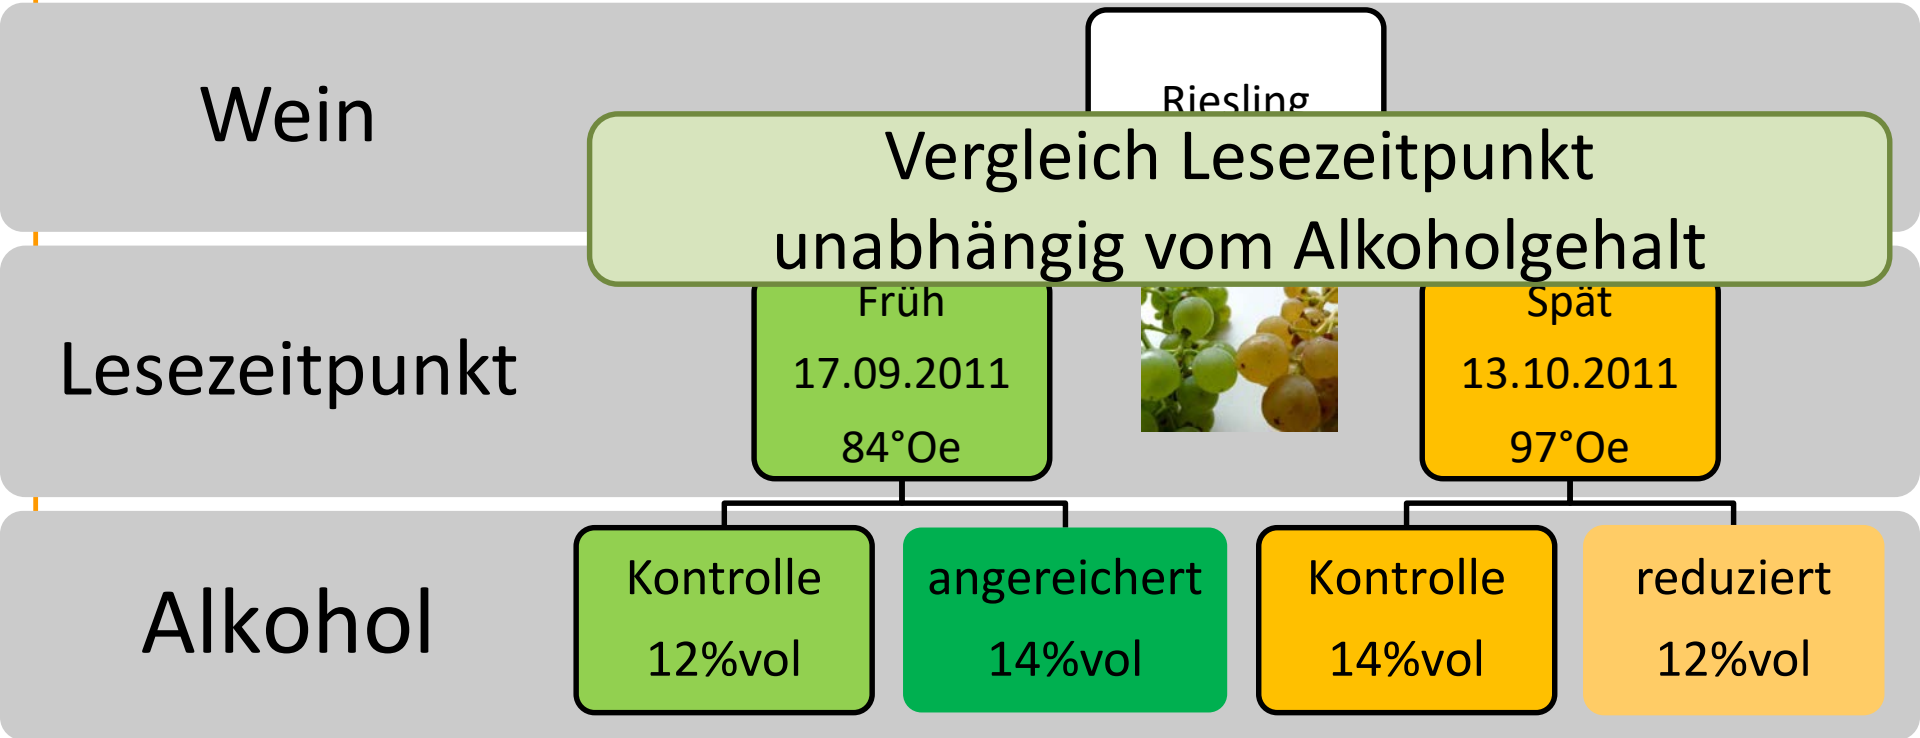 Wein
Riesling
Vergleich Lesezeitpunkt
unabhängig vom Alkoholgehalt
Lesezeitpunkt
Früh
17.09.2011
84°Oe
Spät
13.10.2011
97°Oe
Alkohol
Kontrolle
12%vol
angereichert
14%vol
Kontrolle
14%vol
reduziert
12%vol